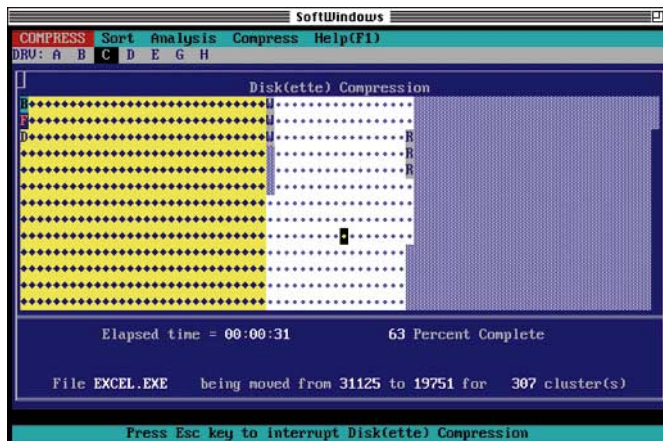 SoftWindows
COMPRESS Sort Analysis Compress Help(F1)
DRV: A B C D E G H
Disk(ette) Compression
B W
F W
D W R
R
R
Elapsed time = 00:00:31 63 Percent Complete
File EXCEL.EXE being moved from 31125 to 19751 for 307 cluster(s)
Press Esc key to interrupt Disk(ette) Compression